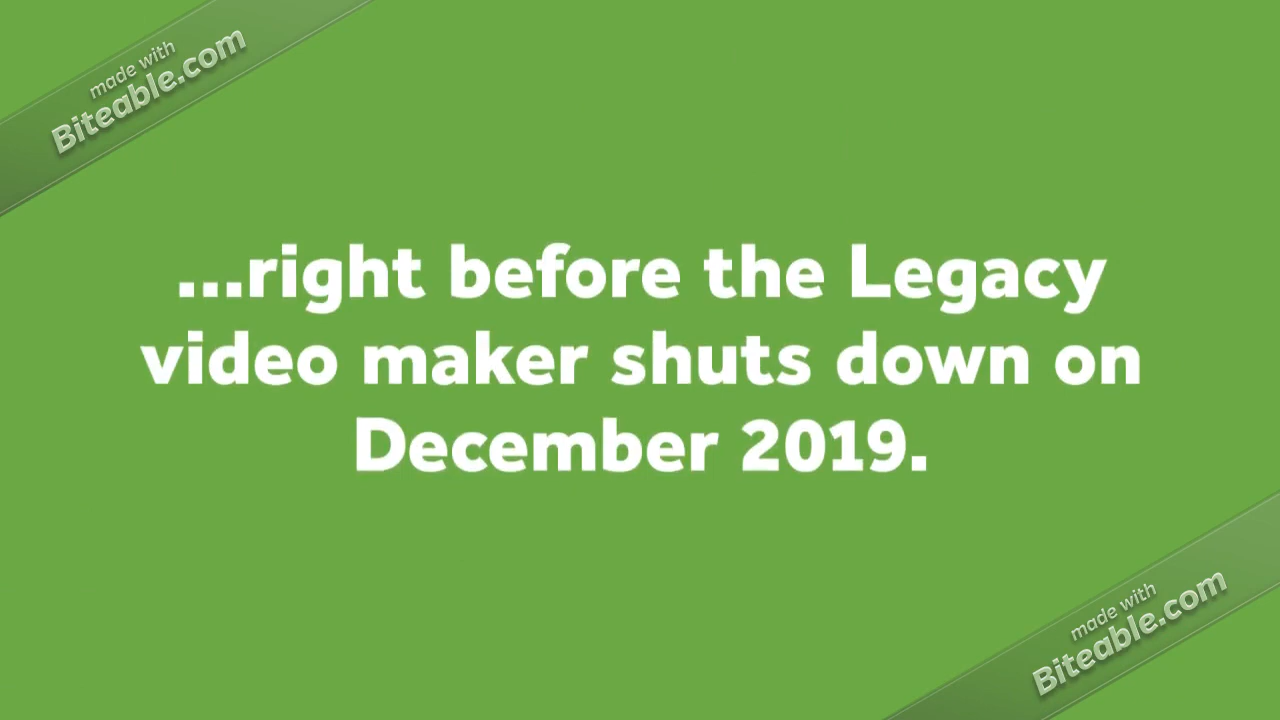 made with
Biteable.com
...right before the Legacy
video maker shuts down on
December 2019.
made with
Biteable.com